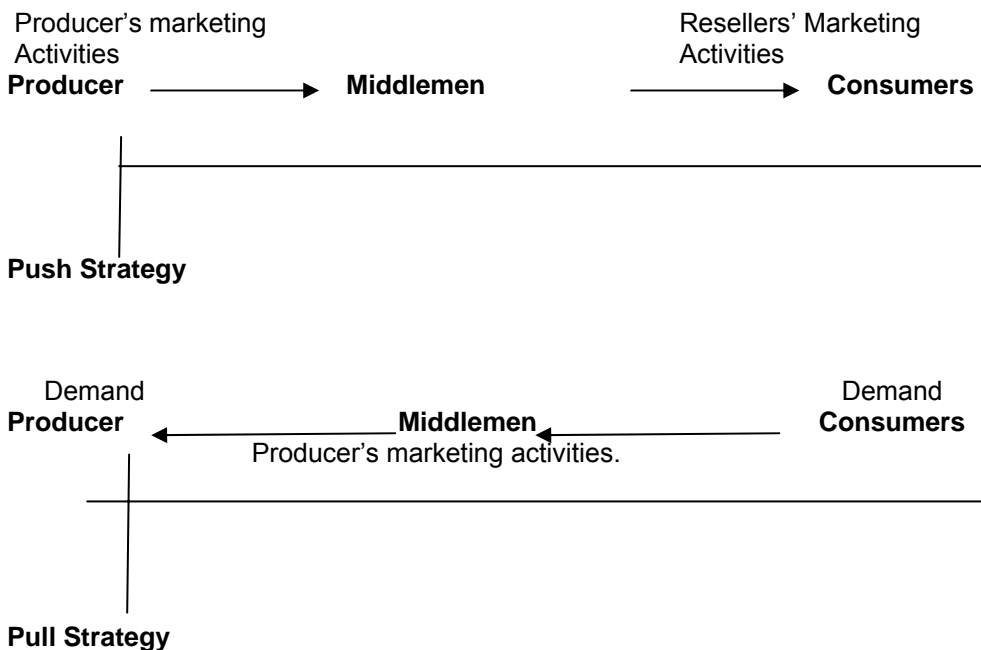 Producer’s marketing
Activities
Resellers’ Marketing
Activities
Producer Middlemen Consumers
Push Strategy
Demand Demand
Producer Middlemen Consumers
Producer’s marketing activities.
Pull Strategy